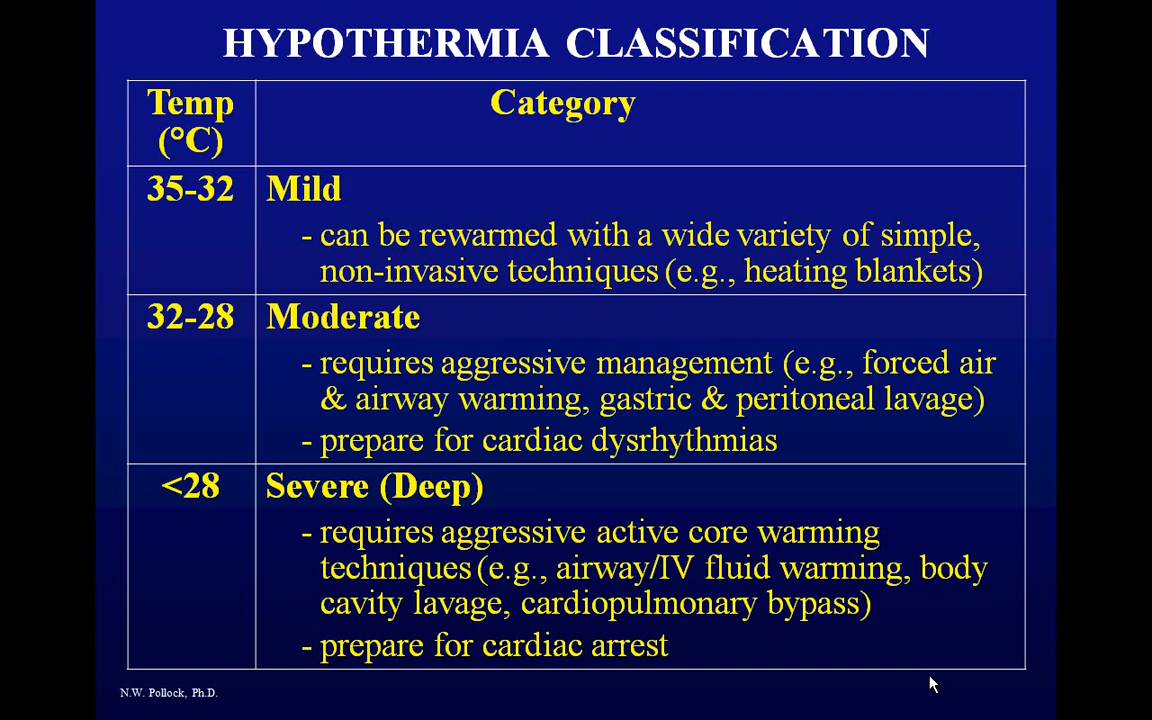 HYPOTHERMIA CLASSIFICATION
Temp
(°C)
Category
35-32
Mild
- can be rewarmed with a wide variety of simple,
non-invasive techniques (e.g., heating blankets)
32-28
Moderate
- requires aggressive management (e.g., forced air
& airway warming, gastric & peritoneal lavage)
- prepare for cardiac dysrhythmias
<28
Severe (Deep)
- requires aggressive active core warming
techniques (e.g., airway/IV fluid warming, body
cavity lavage, cardiopulmonary bypass)
- prepare for cardiac arrest
N.W. Pollock, Ph.D.